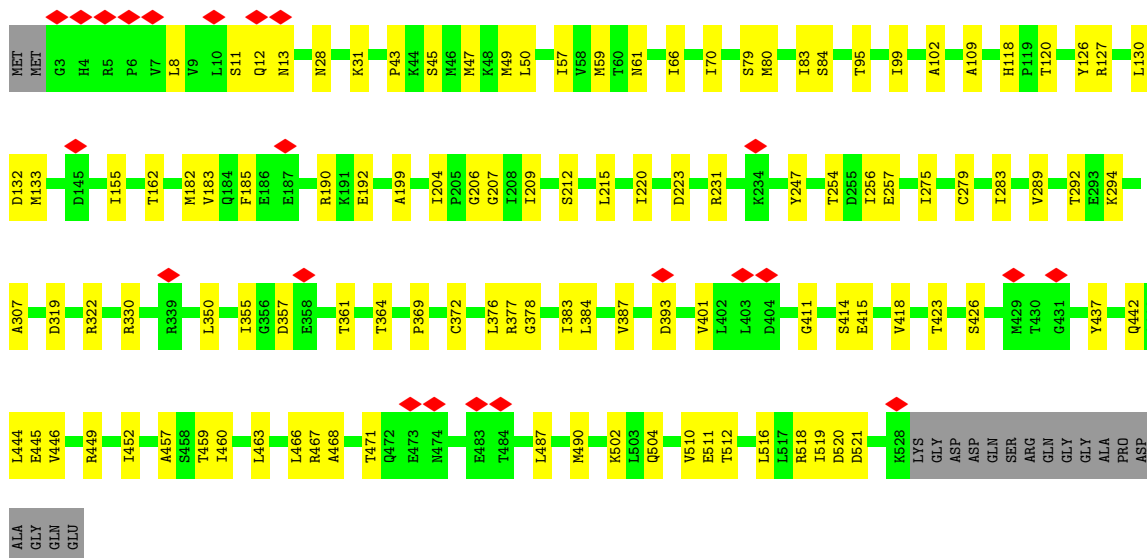 MET MET G3 H4 R5 P6 V7 L8 V9 L10 S11 Q12 N13 N28 K31 P43 K44 S45 M46 M47 K48 M49 L50 I57 V58 M59 T60 N61 I66 I70 S79 M80 I83 S84 T95 I99 A102 A109 H118 P119 T120 Y126 R127 L130
D132 M133 D145 I155 T162 M182 V183 Q184 F185 E186 E187 R190 K191 E192 A199 I204 P205 G206 G207 I208 I209 S212 L215 I220 D223 R231 K234 Y247 T254 D255 I256 E257 I275 C279 I283 V289 T292 E293 K294
A307 D319 R322 R330 R339 L350 I355 G356 D357 E358 T361 T364 P369 C372 L376 R377 G378 I383 L384 V387 D393 V401 L402 L403 D404 G411 S414 E415 V418 T423 S426 M429 T430 G431 Y437 Q442
L444 E445 V446 R449 I452 A457 S458 T459 I460 L463 L466 R467 A468 T471 Q472 E473 N474 E483 T484 L487 M490 K502 L503 Q504 V510 E511 T512 L516 L517 R518 I519 D520 D521 K528 LYS GLY ASP ASP GLN SER ARG GLN GLY GLY ALA PRO ASP
ALA GLY GLN GLU